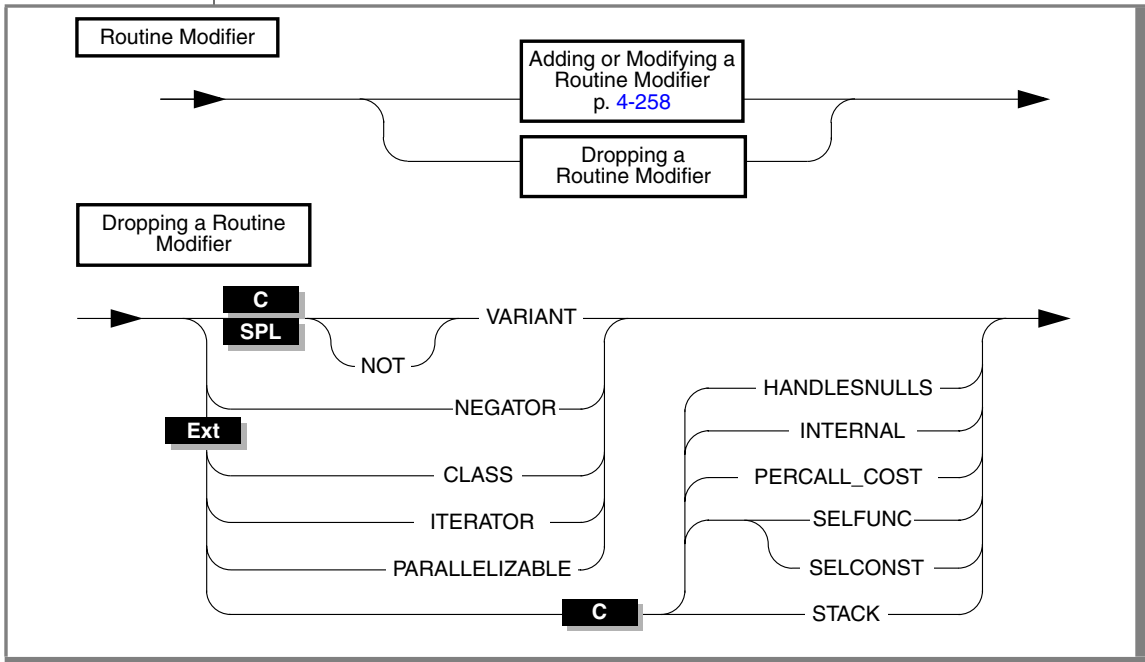 Routine Modifier
Adding or Modifying a
Routine Modifier
p. 4-258
Dropping a
Routine Modifier
Dropping a Routine
Modifier
C
SPL
VARIANT
NOT
NEGATOR
Ext
CLASS
ITERATOR
PARALLELIZABLE
C
HANDLESNULLS
INTERNAL
PERCALL_COST
SELFUNC
SELCONST
STACK